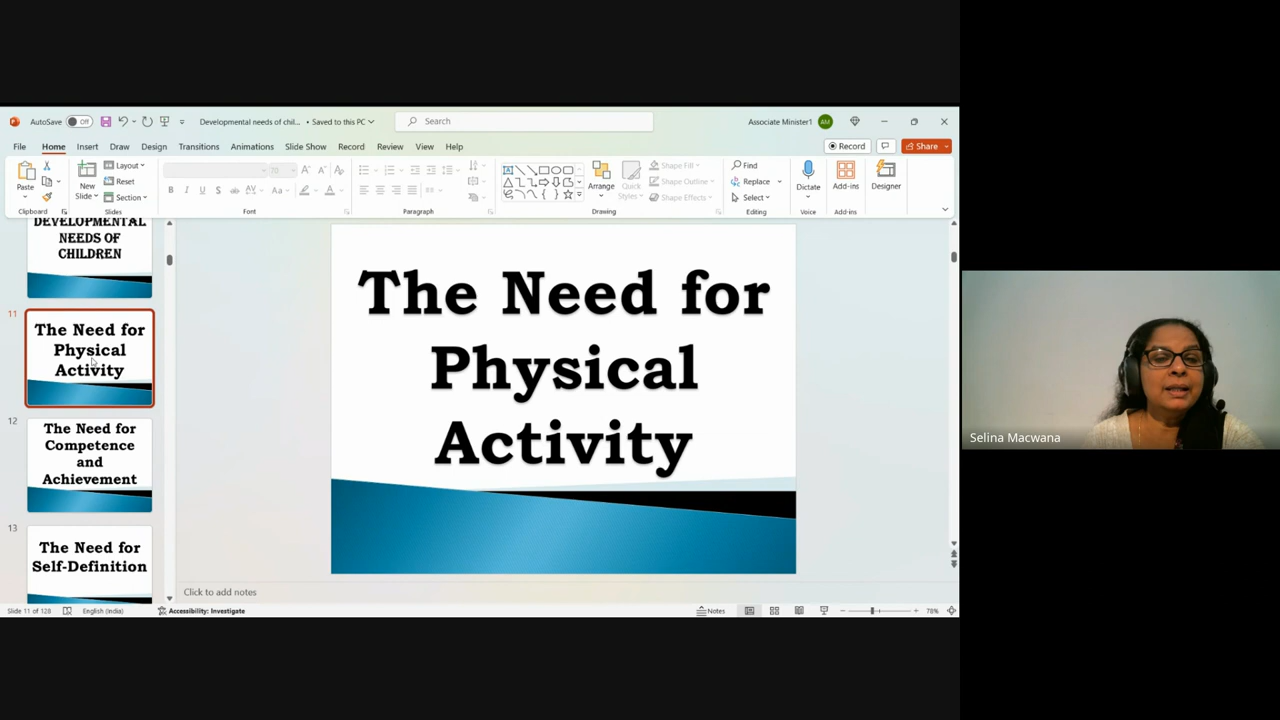 AutoSave Off Developmental needs of chil... • Saved to this PC Search Associate Minister1 AM
File Home Insert Draw Design Transitions Animations Slide Show Record Review View Help Record Share
Paste
New
Slide
Layout
Reset
Section
Arrange
Quick
Styles
Shape Fill
Shape Outline
Shape Effects
Find
Replace
Select
Dictate
Add-ins
Designer
Clipboard Slides Font Paragraph Drawing Editing Voice Add-ins
DEVELOPMENTAL
NEEDS OF
CHILDREN
11
The Need for
Physical
Activity
12
The Need for
Competence
and
Achievement
13
The Need for
Self-Definition
The Need for
Physical
Activity
Selina Macwana
Click to add notes
Slide 11 of 128 English (India) Accessibility: Investigate Notes 78%